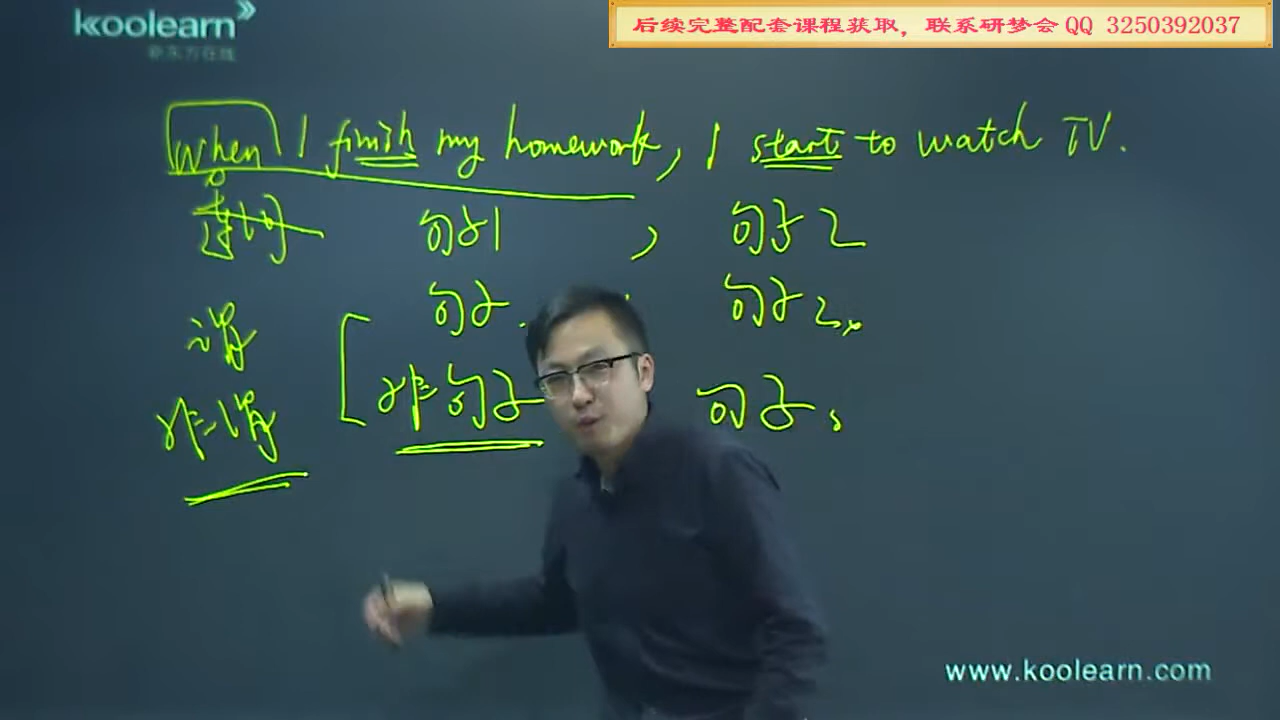 koolearn
新东方在线
后续完整配套课程获取，联系研梦会QQ 3250392037
When I finish my homework, I start to watch TV.
连词 句子1 , 句子2
谓 句子. 句子2。
非谓 非句子 句子。
www.koolearn.com